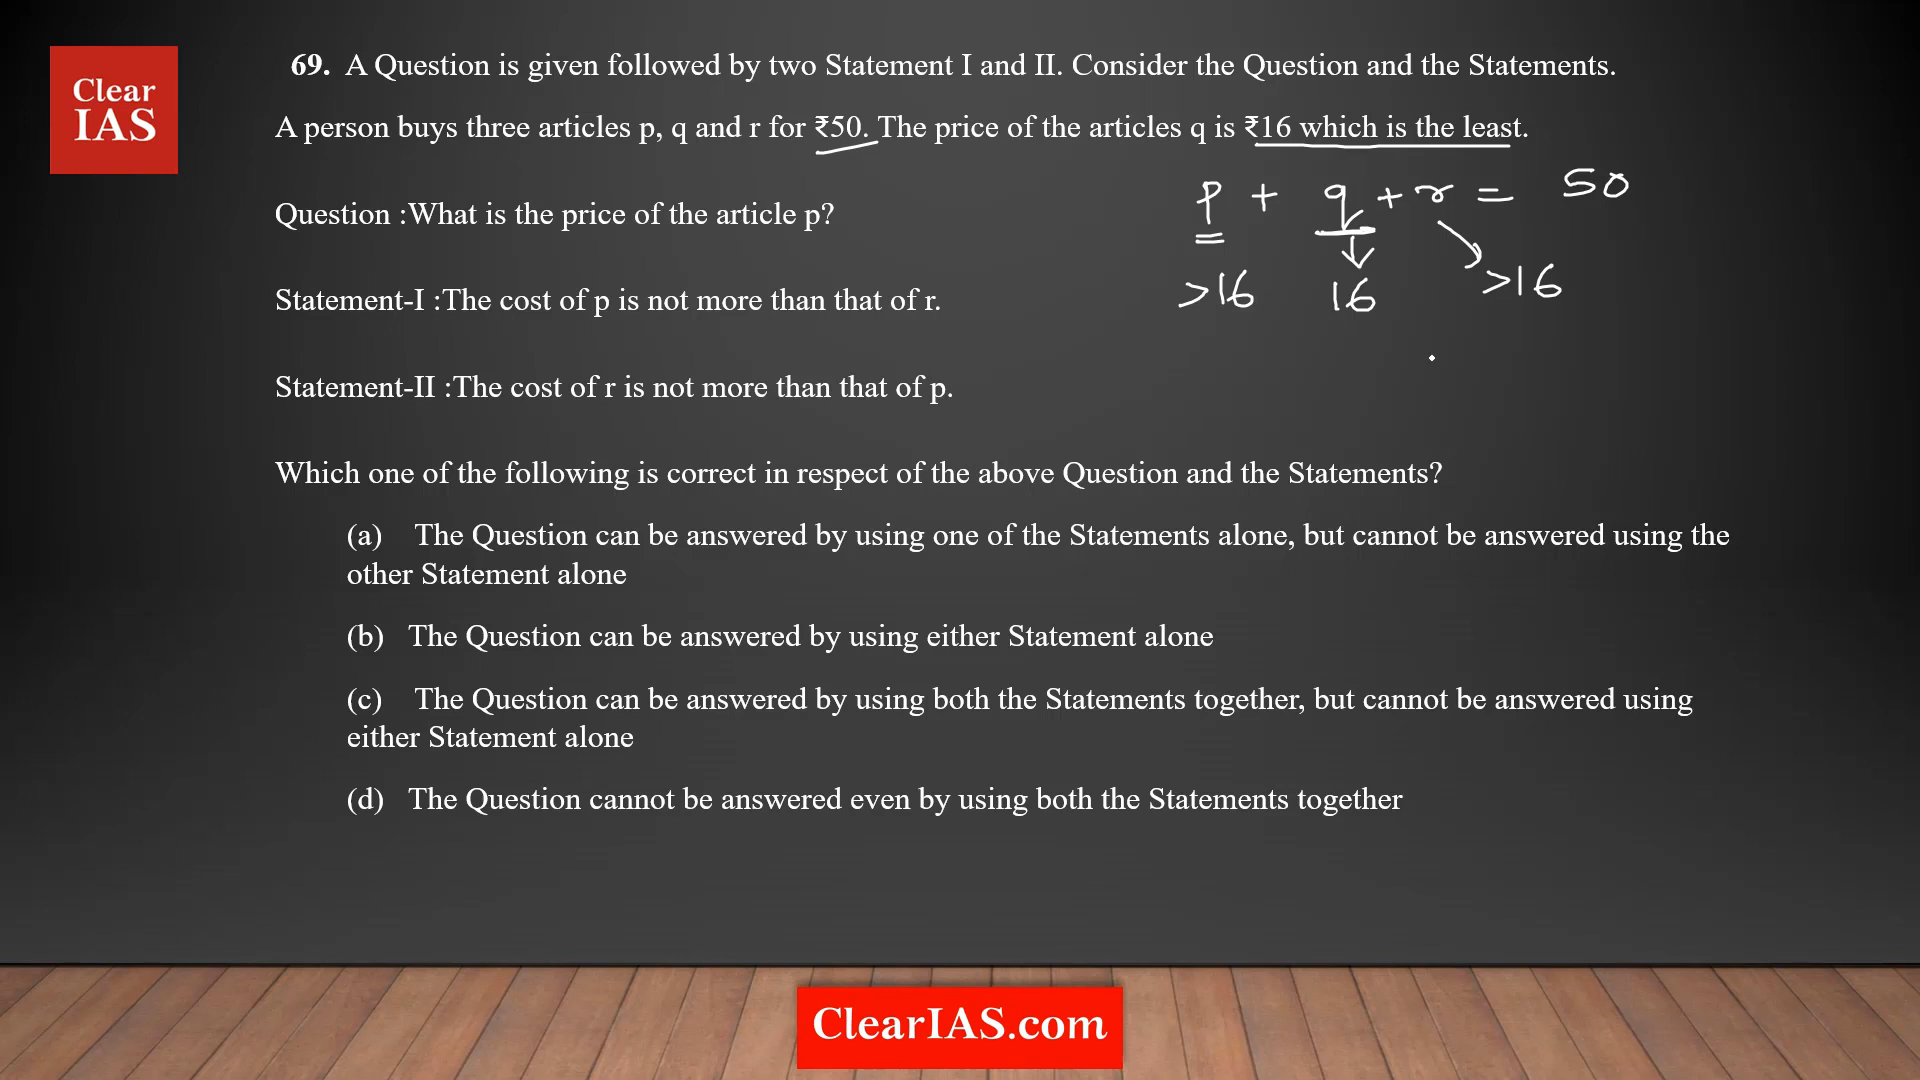 Clear
IAS
69. A Question is given followed by two Statement I and II. Consider the Question and the Statements.
A person buys three articles p, q and r for ₹50. The price of the articles q is ₹16 which is the least.
p + q + r = 50
Question :What is the price of the article p?
>16 16 >16
Statement-I :The cost of p is not more than that of r.
Statement-II :The cost of r is not more than that of p.
Which one of the following is correct in respect of the above Question and the Statements?
(a) The Question can be answered by using one of the Statements alone, but cannot be answered using the
other Statement alone
(b) The Question can be answered by using either Statement alone
(c) The Question can be answered by using both the Statements together, but cannot be answered using
either Statement alone
(d) The Question cannot be answered even by using both the Statements together
ClearIAS.com